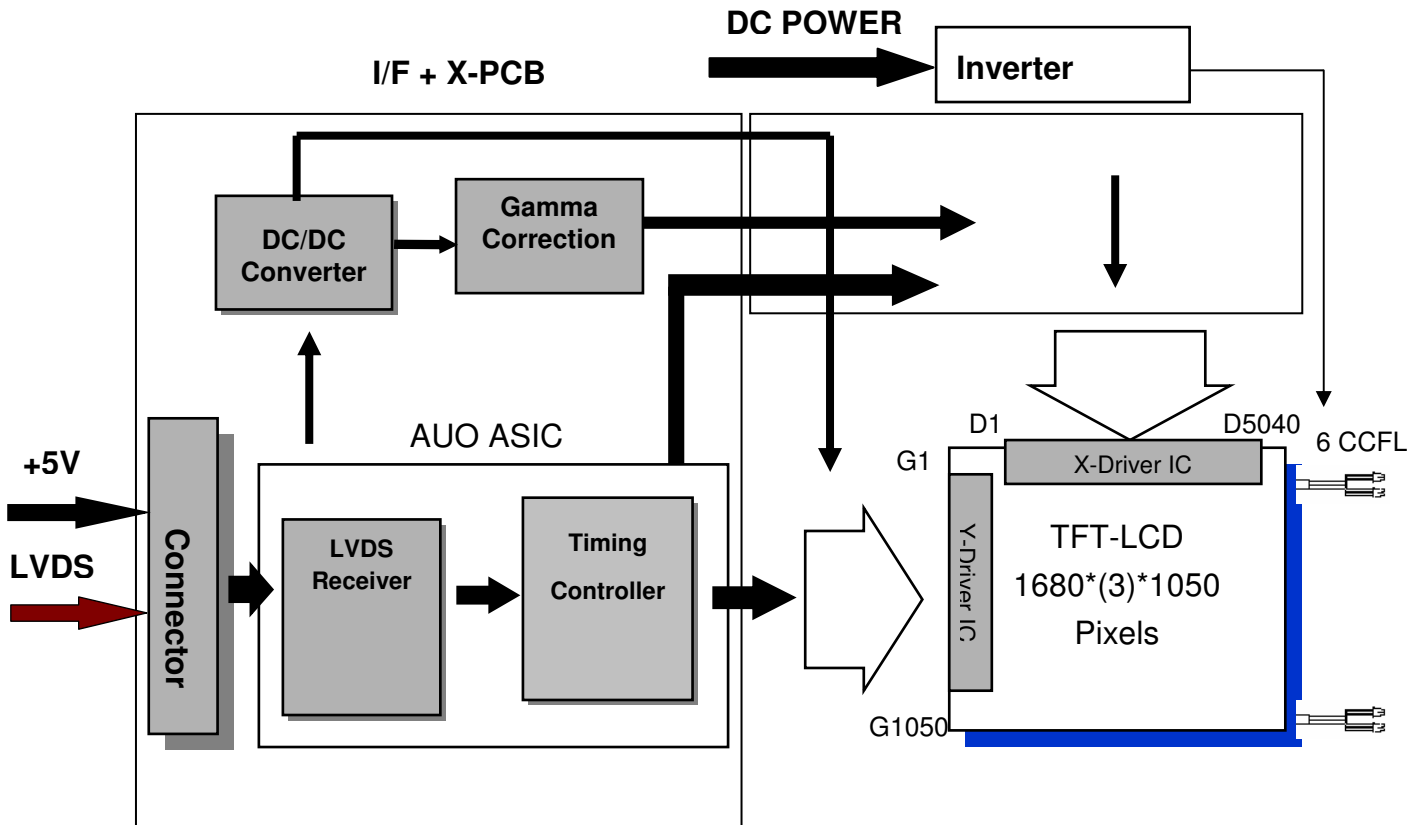 DC POWER
Inverter
I/F + X-PCB
Gamma
Correction
DC/DC
Converter
AUO ASIC
D1
D5040
6 CCFL
+5V
G1
X-Driver IC
Connector
LVDS
Receiver
Timing
Controller
Y-Driver IC
TFT-LCD
1680*(3)*1050
Pixels
LVDS
G1050